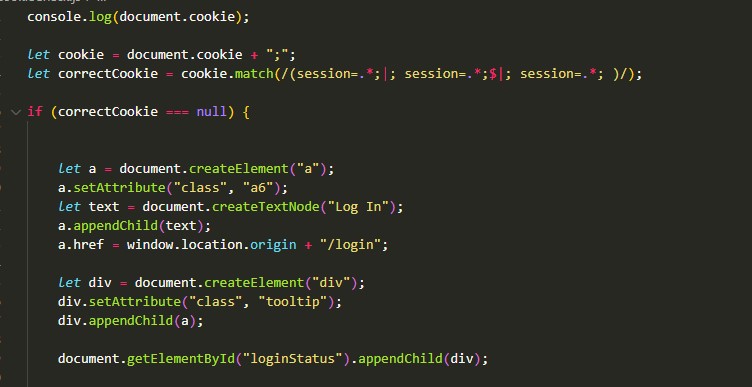 console.log(document.cookie);
let cookie = document.cookie + ";";
let correctCookie = cookie.match(/(session=.*;|; session=.*;$|; session=.*; )/);
if (correctCookie === null) {
let a = document.createElement("a");
a.setAttribute("class", "a6");
let text = document.createTextNode("Log In");
a.appendChild(text);
a.href = window.location.origin + "/login";
let div = document.createElement("div");
div.setAttribute("class", "tooltip");
div.appendChild(a);
document.getElementById("loginStatus").appendChild(div);